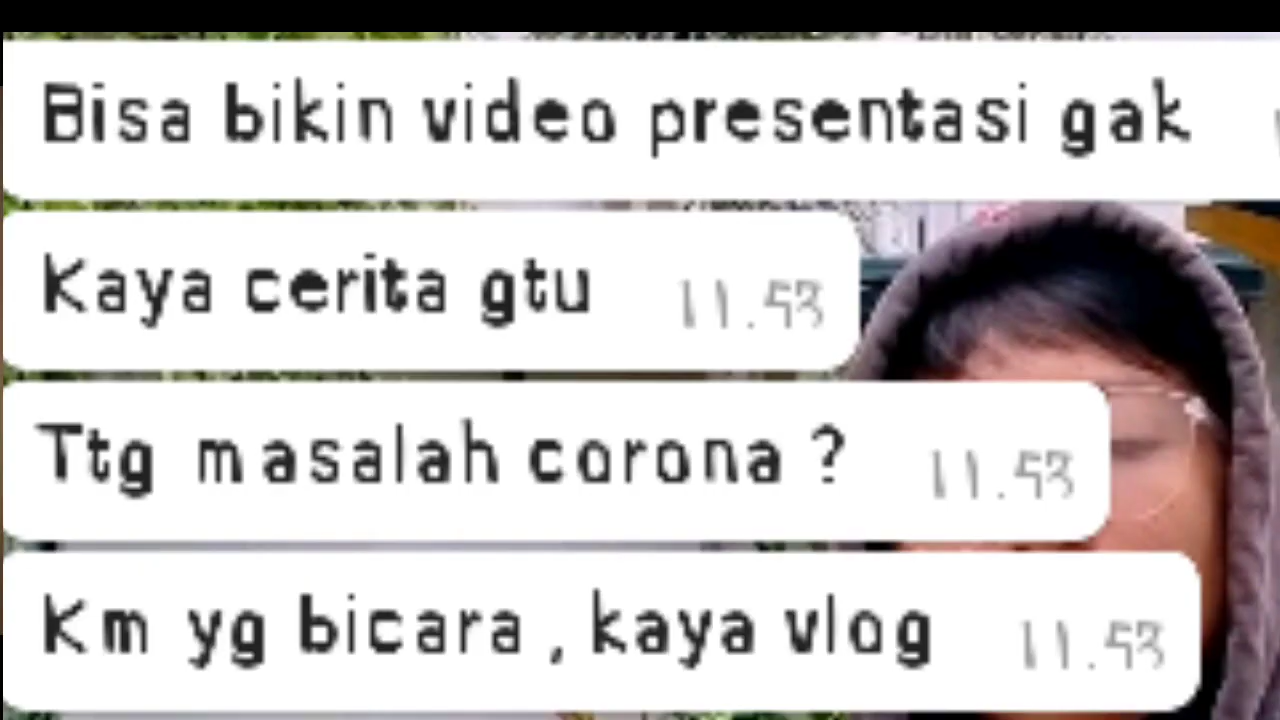 Bisa bikin video presentasi gak
Kaya cerita gtu 11.53
Ttg masalah corona ? 11.53
Km yg bicara , kaya vlog 11.53